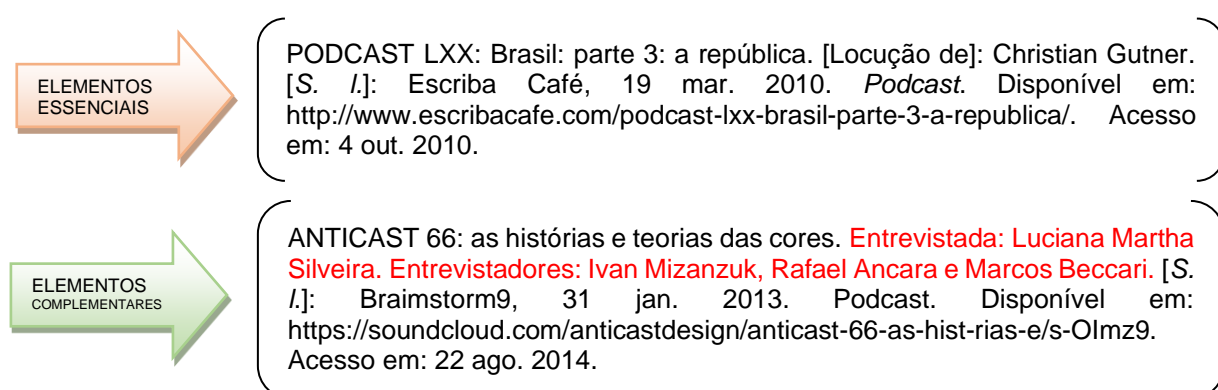 ELEMENTOS
ESSENCIAIS
PODCAST LXX: Brasil: parte 3: a república. [Locução de]: Christian Gutner.
[S. l.]: Escriba Café, 19 mar. 2010. Podcast. Disponível em:
http://www.escribacafe.com/podcast-lxx-brasil-parte-3-a-republica/. Acesso
em: 4 out. 2010.
ELEMENTOS
COMPLEMENTARES
ANTICAST 66: as histórias e teorias das cores. Entrevistada: Luciana Martha
Silveira. Entrevistadores: Ivan Mizanzuk, Rafael Ancara e Marcos Beccari. [S.
l.]: Braimstorm9, 31 jan. 2013. Podcast. Disponível em:
https://soundcloud.com/anticastdesign/anticast-66-as-hist-rias-e/s-OImz9.
Acesso em: 22 ago. 2014.